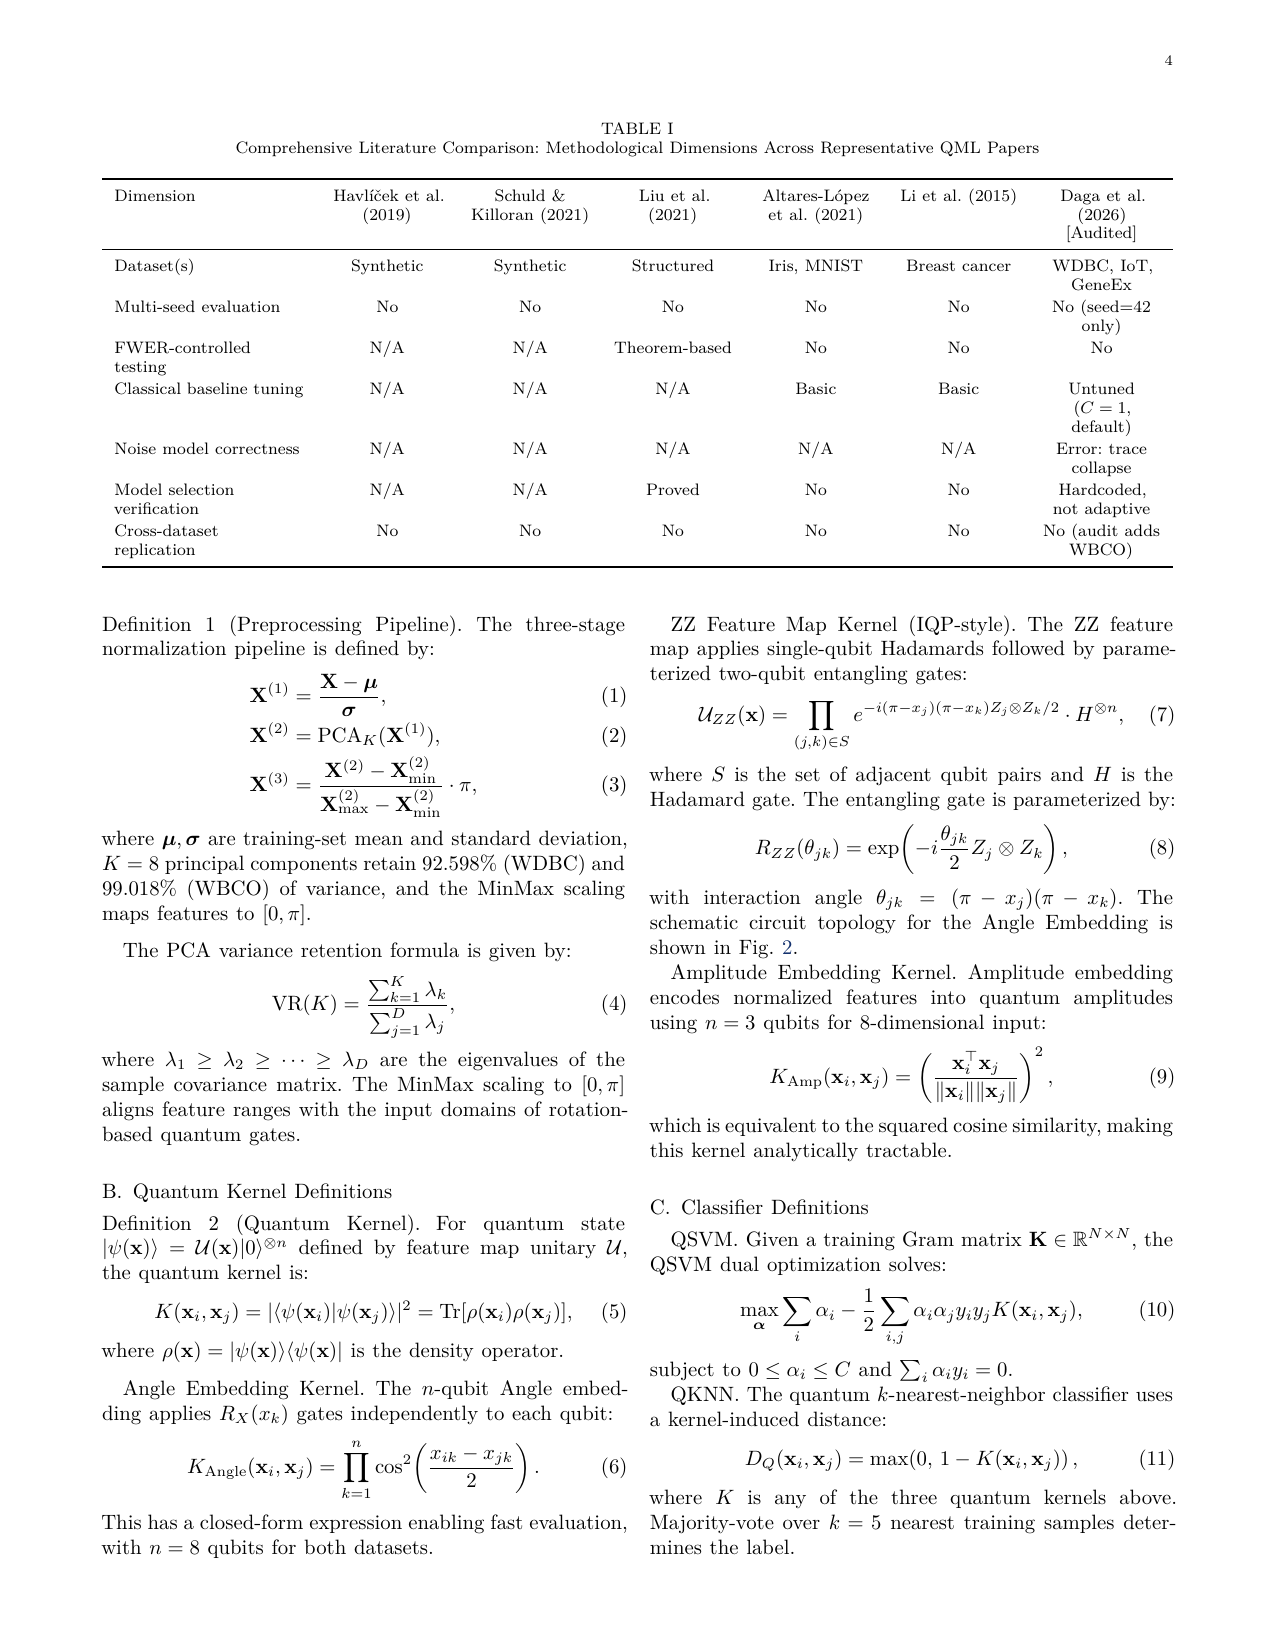 4
TABLE I
Comprehensive Literature Comparison: Methodological Dimensions Across Representative QML Papers
Dimension Havlíček et al. (2019) Schuld & Killoran (2021) Liu et al. (2021) Altares-López et al. (2021) Li et al. (2015) Daga et al. (2026) [Audited]
Dataset(s) Synthetic Synthetic Structured Iris, MNIST Breast cancer WDBC, IoT, GeneEx
Multi-seed evaluation No No No No No No (seed=42 only)
FWER-controlled testing N/A N/A Theorem-based No No No
Classical baseline tuning N/A N/A N/A Basic Basic Untuned (C = 1, default)
Noise model correctness N/A N/A N/A N/A N/A Error: trace collapse
Model selection verification N/A N/A Proved No No Hardcoded, not adaptive
Cross-dataset replication No No No No No No (audit adds WBCO)
Definition 1 (Preprocessing Pipeline). The three-stage
normalization pipeline is defined by:
X^(1) = (X − μ) / σ, (1)
X^(2) = PCA_K(X^(1)), (2)
X^(3) = (X^(2) − X^(2)_min) / (X^(2)_max − X^(2)_min) · π, (3)
where μ, σ are training-set mean and standard deviation,
K = 8 principal components retain 92.598% (WDBC) and
99.018% (WBCO) of variance, and the MinMax scaling
maps features to [0, π].
The PCA variance retention formula is given by:
VR(K) = ∑_{k=1}^{K} λ_k / ∑_{j=1}^{D} λ_j, (4)
where λ_1 ≥ λ_2 ≥ ··· ≥ λ_D are the eigenvalues of the
sample covariance matrix. The MinMax scaling to [0, π]
aligns feature ranges with the input domains of rotation-
based quantum gates.
B. Quantum Kernel Definitions
Definition 2 (Quantum Kernel). For quantum state
|ψ(x)⟩ = U(x)|0⟩^⊗n defined by feature map unitary U,
the quantum kernel is:
K(x_i, x_j) = |⟨ψ(x_i)|ψ(x_j)⟩|^2 = Tr[ρ(x_i)ρ(x_j)], (5)
where ρ(x) = |ψ(x)⟩⟨ψ(x)| is the density operator.
Angle Embedding Kernel. The n-qubit Angle embed-
ding applies R_X(x_k) gates independently to each qubit:
K_Angle(x_i, x_j) = ∏_{k=1}^{n} cos^2((x_ik − x_jk) / 2). (6)
This has a closed-form expression enabling fast evaluation,
with n = 8 qubits for both datasets.
ZZ Feature Map Kernel (IQP-style). The ZZ feature
map applies single-qubit Hadamards followed by parame-
terized two-qubit entangling gates:
U_ZZ(x) = ∏_{(j,k)∈S} e^{−i(π−x_j)(π−x_k)Z_j⊗Z_k/2} · H^⊗n, (7)
where S is the set of adjacent qubit pairs and H is the
Hadamard gate. The entangling gate is parameterized by:
R_ZZ(θ_jk) = exp(−i (θ_jk / 2) Z_j ⊗ Z_k), (8)
with interaction angle θ_jk = (π − x_j)(π − x_k). The
schematic circuit topology for the Angle Embedding is
shown in Fig. 2.
Amplitude Embedding Kernel. Amplitude embedding
encodes normalized features into quantum amplitudes
using n = 3 qubits for 8-dimensional input:
K_Amp(x_i, x_j) = (x_i^⊤ x_j / ‖x_i‖‖x_j‖)^2, (9)
which is equivalent to the squared cosine similarity, making
this kernel analytically tractable.
C. Classifier Definitions
QSVM. Given a training Gram matrix K ∈ ℝ^{N×N}, the
QSVM dual optimization solves:
max_α ∑_i α_i − 1/2 ∑_{i,j} α_i α_j y_i y_j K(x_i, x_j), (10)
subject to 0 ≤ α_i ≤ C and ∑_i α_i y_i = 0.
QKNN. The quantum k-nearest-neighbor classifier uses
a kernel-induced distance:
D_Q(x_i, x_j) = max(0, 1 − K(x_i, x_j)), (11)
where K is any of the three quantum kernels above.
Majority-vote over k = 5 nearest training samples deter-
mines the label.